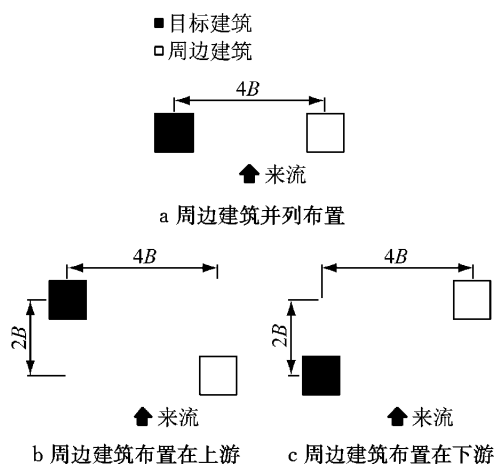 目标建筑
周边建筑
4B
来流
a 周边建筑并列布置
4B
2B
来流
b 周边建筑布置在上游
4B
2B
来流
c 周边建筑布置在下游